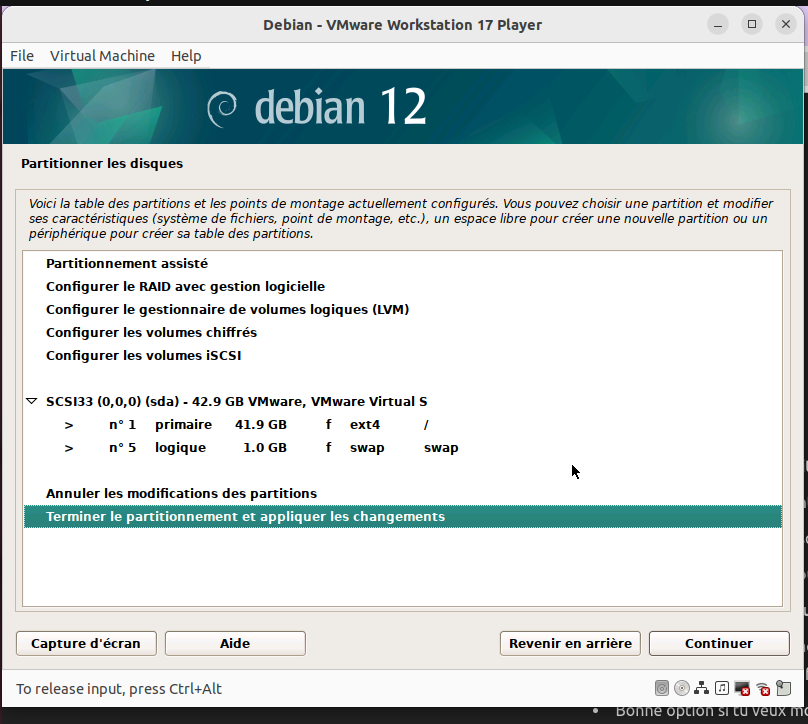 Debian - VMware Workstation 17 Player
File Virtual Machine Help
debian 12
Partitionner les disques
Voici la table des partitions et les points de montage actuellement configurés. Vous pouvez choisir une partition et modifier
ses caractéristiques (système de fichiers, point de montage, etc.), un espace libre pour créer une nouvelle partition ou un
périphérique pour créer sa table des partitions.
Partitionnement assisté
Configurer le RAID avec gestion logicielle
Configurer le gestionnaire de volumes logiques (LVM)
Configurer les volumes chiffrés
Configurer les volumes iSCSI
SCSI33 (0,0,0) (sda) - 42.9 GB VMware, VMware Virtual S
> n° 1 primaire 41.9 GB f ext4 /
> n° 5 logique 1.0 GB f swap swap
Annuler les modifications des partitions
Terminer le partitionnement et appliquer les changements
Capture d'écran Aide Revenir en arrière Continuer
To release input, press Ctrl+Alt
• Bonne option si tu veux